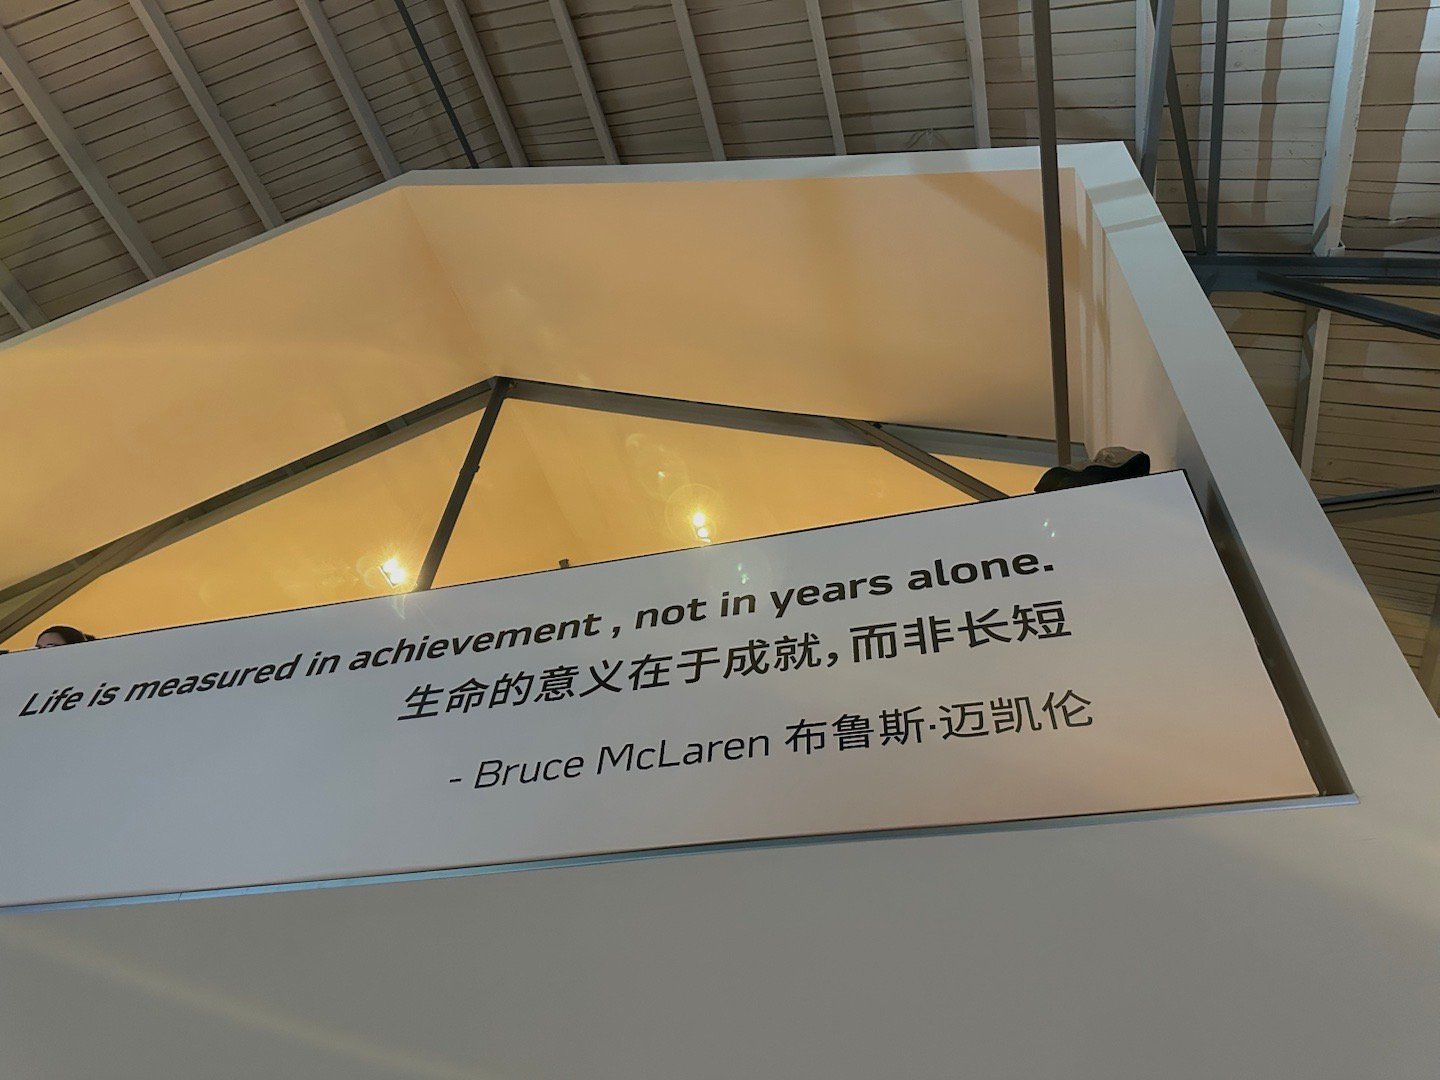 Life is measured in achievement , not in years alone.
生命的意义在于成就，而非长短
- Bruce McLaren 布鲁斯·迈凯伦